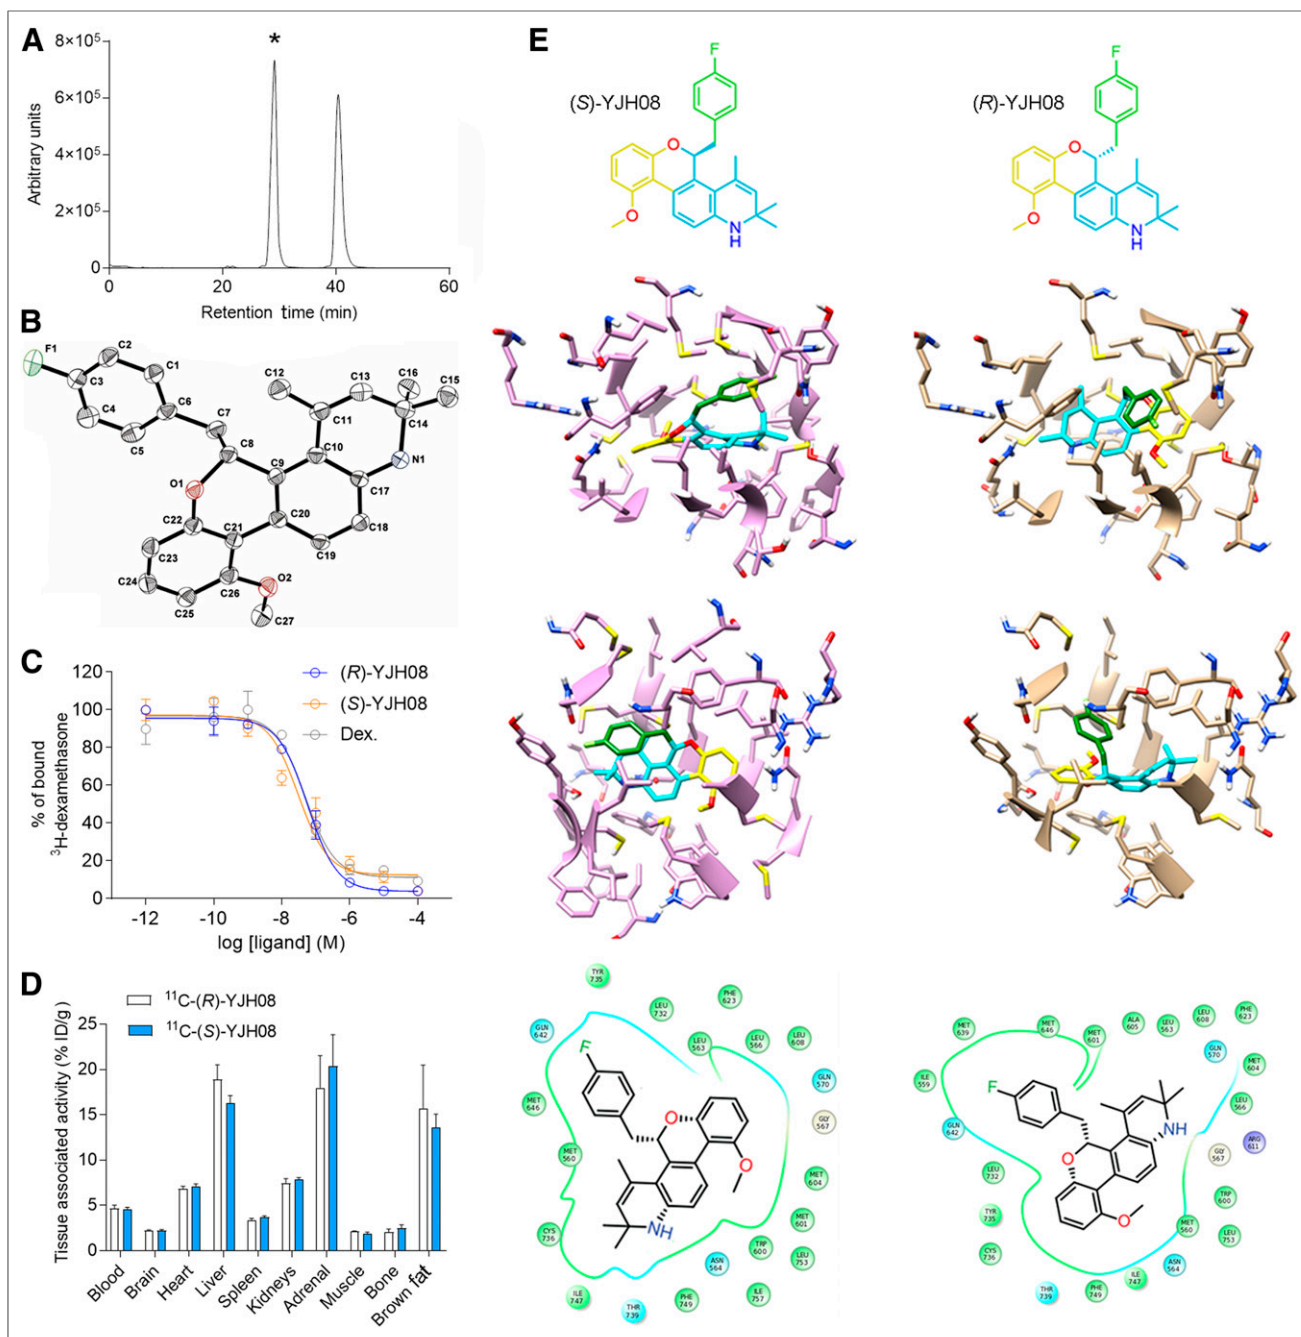 A
8×10⁵
6×10⁵
4×10⁵
2×10⁵
0
Arbitrary units
*
0
20
40
60
Retention time (min)
B
F1
C2
C1
C3
C4
C5
C6
C7
C8
C12
C13
C16
C15
C11
C14
C10
C9
N1
O1
C17
C22
C21
C20
C18
C23
C19
C24
C26
O2
C25
C27
C
120
100
80
60
40
20
0
% of bound
³H-dexamethasone
(R)-YJH08
(S)-YJH08
Dex.
-12
-10
-8
-6
-4
log [ligand] (M)
D
¹¹C-(R)-YJH08
¹¹C-(S)-YJH08
25
20
15
10
5
0
Tissue associated activity (% ID/g)
Blood
Brain
Heart
Liver
Spleen
Kidneys
Adrenal
Muscle
Bone
Brown fat
E
(S)-YJH08
F
O
O
N
H
(R)-YJH08
F
O
O
N
H
TYR
735
LEU
732
PHE
623
GLN
642
LEU
563
LEU
566
LEU
608
GLN
570
MET
646
GLY
567
MET
560
MET
604
CYS
736
MET
601
TRP
600
LEU
753
ASN
564
ILE
747
THR
739
PHE
749
ILE
757
F
O
O
NH
MET
639
MET
646
MET
601
ALA
605
LEU
563
LEU
608
PHE
623
GLN
570
MET
604
ILE
559
LEU
566
GLN
642
ARG
611
GLY
567
LEU
732
TRP
600
TYR
735
MET
560
LEU
753
CYS
736
ASN
564
ILE
747
THR
739
PHE
749
F
NH
O
O